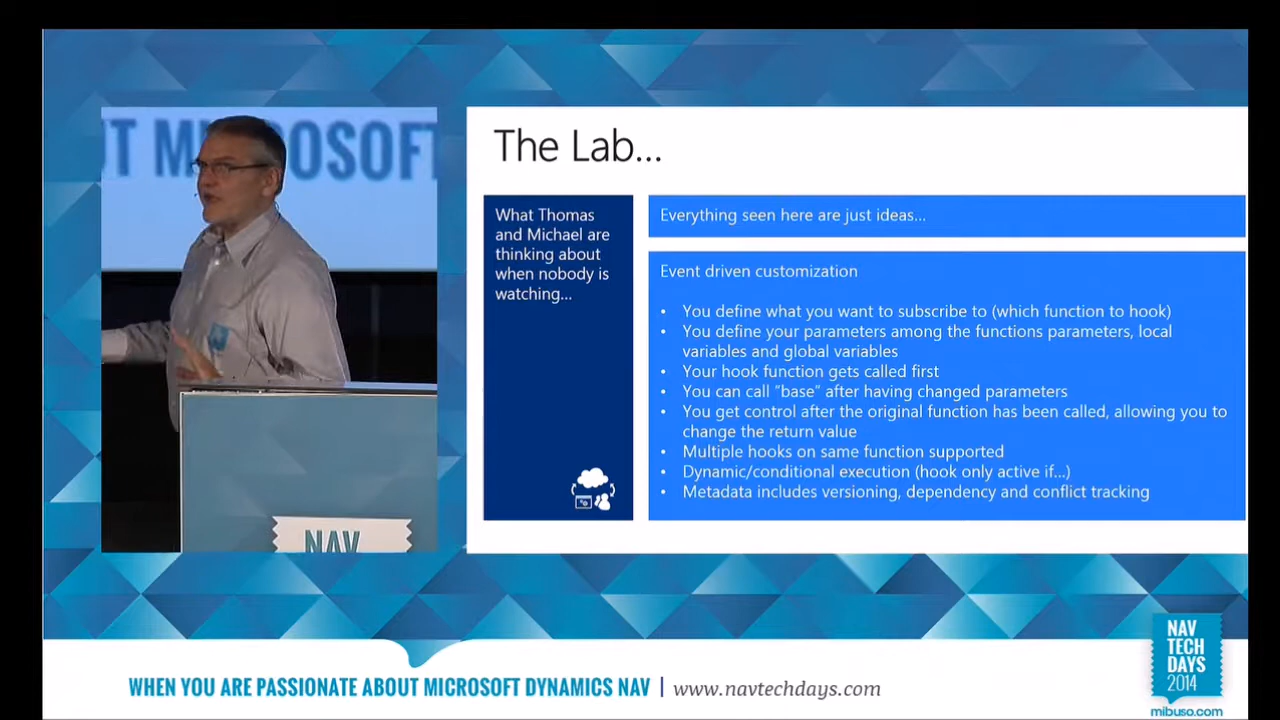 T MICROSOFT
The Lab...
What Thomas
and Michael are
thinking about
when nobody is
watching...
Everything seen here are just ideas...
Event driven customization
• You define what you want to subscribe to (which function to hook)
• You define your parameters among the functions parameters, local
variables and global variables
• Your hook function gets called first
• You can call “base” after having changed parameters
• You get control after the original function has been called, allowing you to
change the return value
• Multiple hooks on same function supported
• Dynamic/conditional execution (hook only active if...)
• Metadata includes versioning, dependency and conflict tracking
NAV
WHEN YOU ARE PASSIONATE ABOUT MICROSOFT DYNAMICS NAV | www.navtechdays.com
NAV
TECH
DAYS
2014
mibuso.com